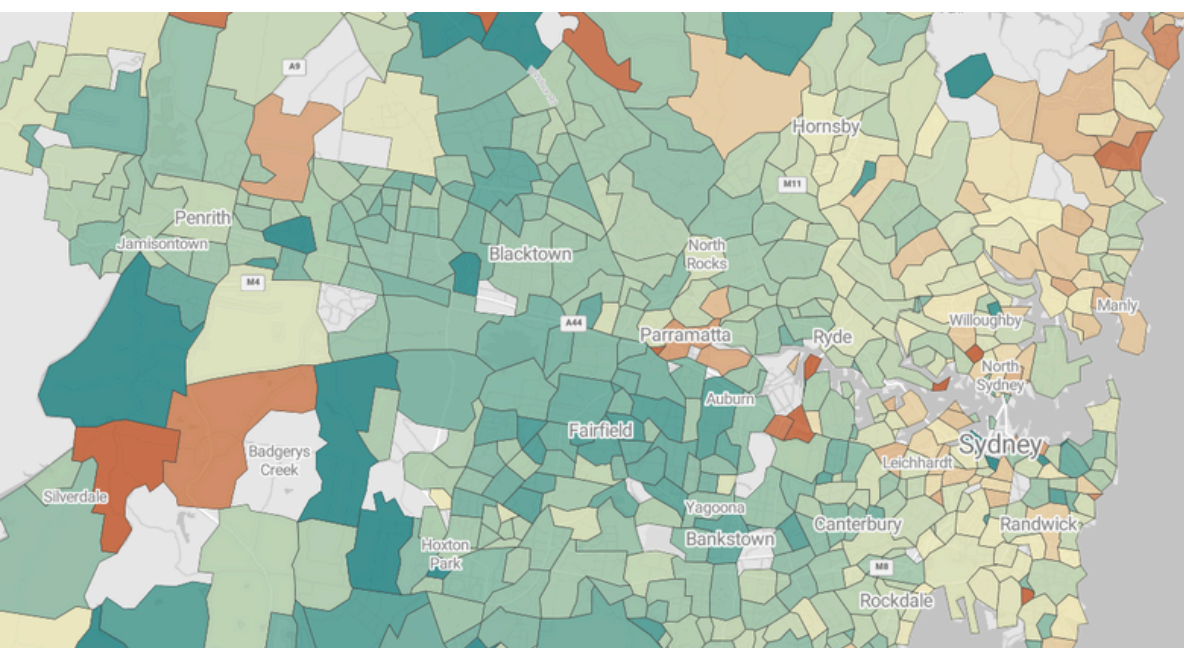 A9
Hornsby
M11
Penrith
Jamisontown
Blacktown
North
Rocks
M4
Manly
A44
Willoughby
Parramatta
Ryde
North
Sydney
Auburn
Fairfield
Sydney
Badgerys
Creek
Leichhardt
Silverdale
Yagoona
Canterbury
Randwick
Bankstown
Hoxton
Park
M8
Rockdale